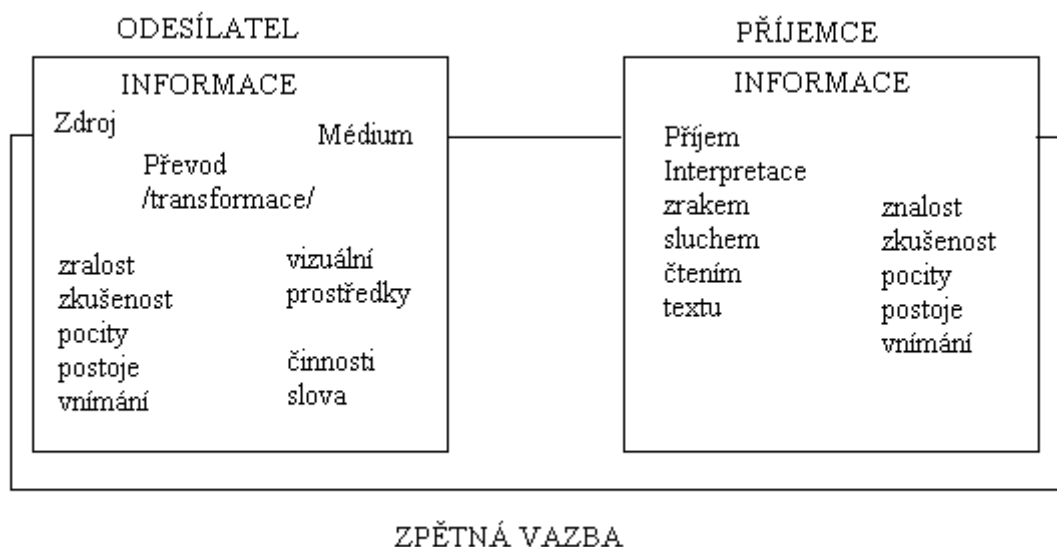 ODESÍLATEL
INFORMACE
Zdroj
Médium
Převod
/transformace/
zralost
zkušenost
pocity
postoje
vnímání
vizuální
prostředky
činnosti
slova
PŘÍJEMCE
INFORMACE
Příjem
Interpretace
zrakem
sluchem
čtením
textu
znalost
zkušenost
pocity
postoje
vnímání
ZPĚTNÁ VAZBA